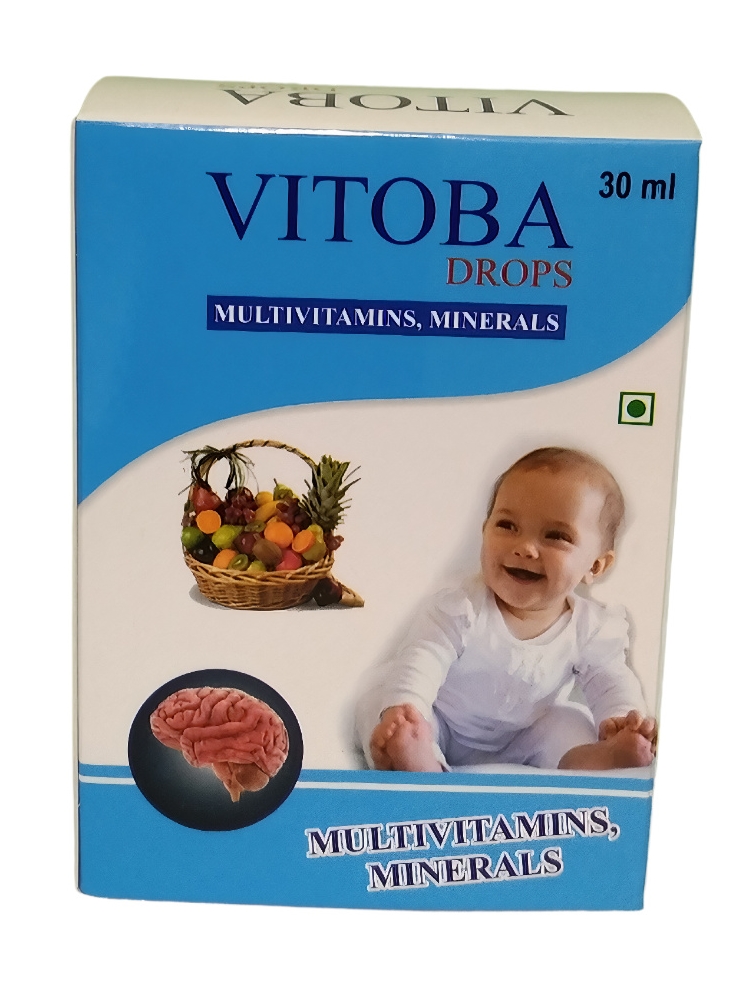 VITOBA
VITOBA
30 ml
DROPS
MULTIVITAMINS, MINERALS
MULTIVITAMINS,
MINERALS